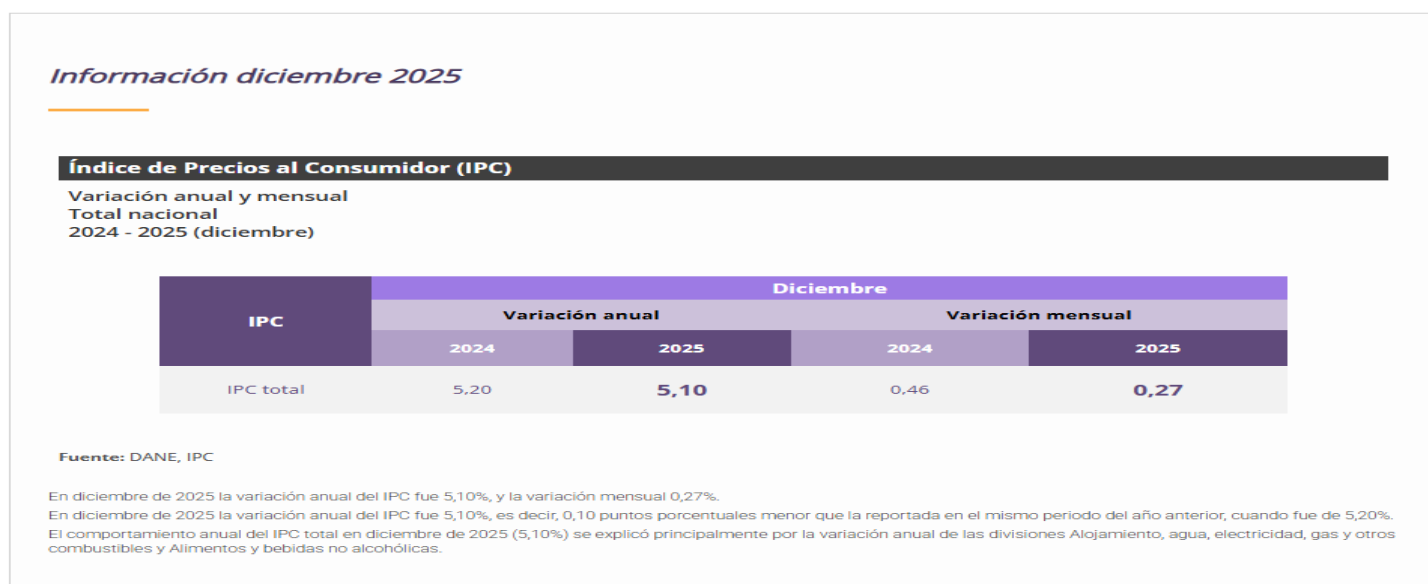 Información diciembre 2025
Índice de Precios al Consumidor (IPC)
Variación anual y mensual
Total nacional
2024 - 2025 (diciembre)
IPC
Diciembre
Variación anual
Variación mensual
2024
2025
2024
2025
IPC total
5,20
5,10
0,46
0,27
Fuente: DANE, IPC
En diciembre de 2025 la variación anual del IPC fue 5,10%, y la variación mensual 0,27%.
En diciembre de 2025 la variación anual del IPC fue 5,10%, es decir, 0,10 puntos porcentuales menor que la reportada en el mismo periodo del año anterior, cuando fue de 5,20%.
El comportamiento anual del IPC total en diciembre de 2025 (5,10%) se explicó principalmente por la variación anual de las divisiones Alojamiento, agua, electricidad, gas y otros
combustibles y Alimentos y bebidas no alcohólicas.